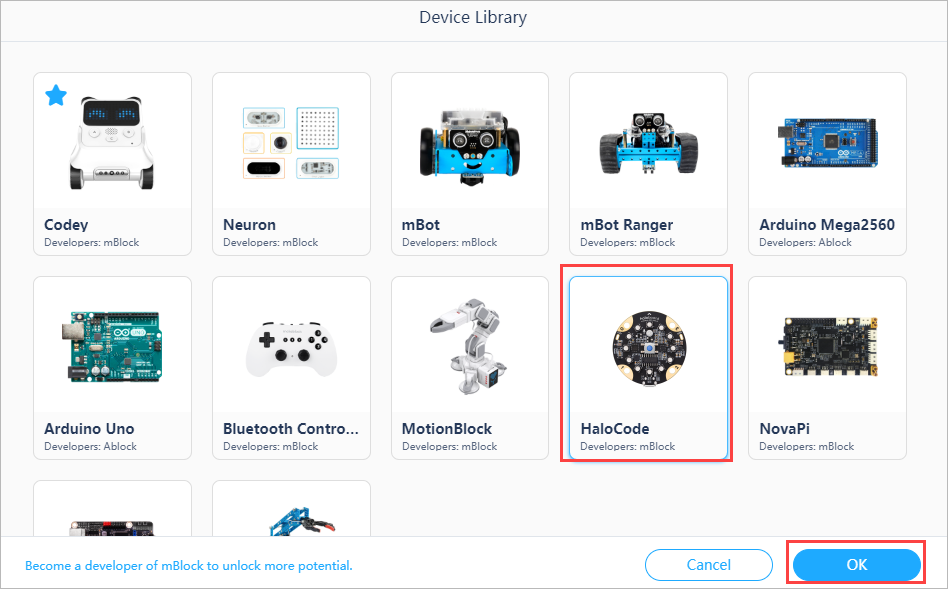 Device Library
Codey
Developers: mBlock
Neuron
Developers: mBlock
mBot
Developers: mBlock
mBot Ranger
Developers: mBlock
Arduino Mega2560
Developers: Ablock
Arduino Uno
Developers: Ablock
Bluetooth Contro...
Developers: mBlock
MotionBlock
Developers: mBlock
HaloCode
Developers: mBlock
NovaPi
Developers: mBlock
Become a developer of mBlock to unlock more potential.
Cancel
OK